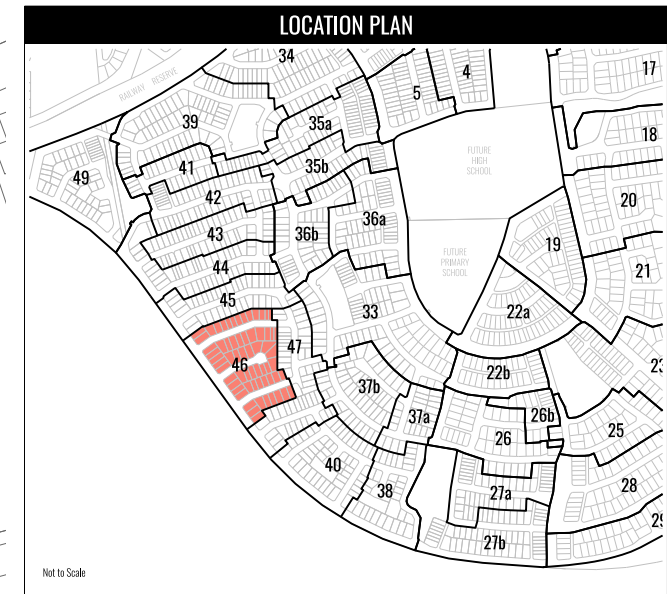 LOCATION PLAN
34
RAILWAY RESERVE
5
4
17
39
35a
18
FUTURE
HIGH
SCHOOL
49
41
35b
42
20
36a
43
36b
19
44
FUTURE
PRIMARY
SCHOOL
21
45
33
22a
47
46
22b
37b
37a
26b
26
25
40
38
27a
28
27b
Not to Scale